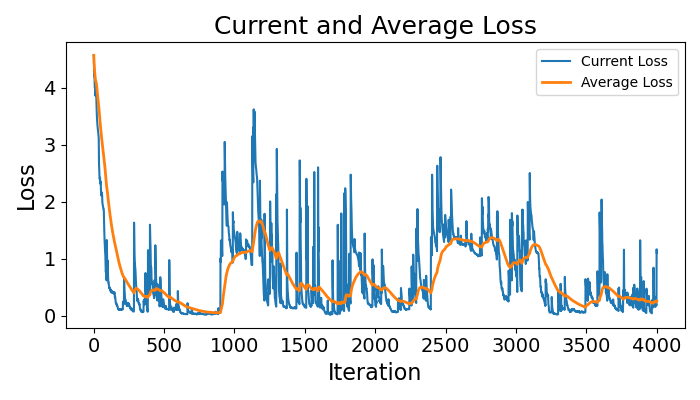 Current and Average Loss
Current Loss
Average Loss
Loss
4
3
2
1
0
0 500 1000 1500 2000 2500 3000 3500 4000
Iteration